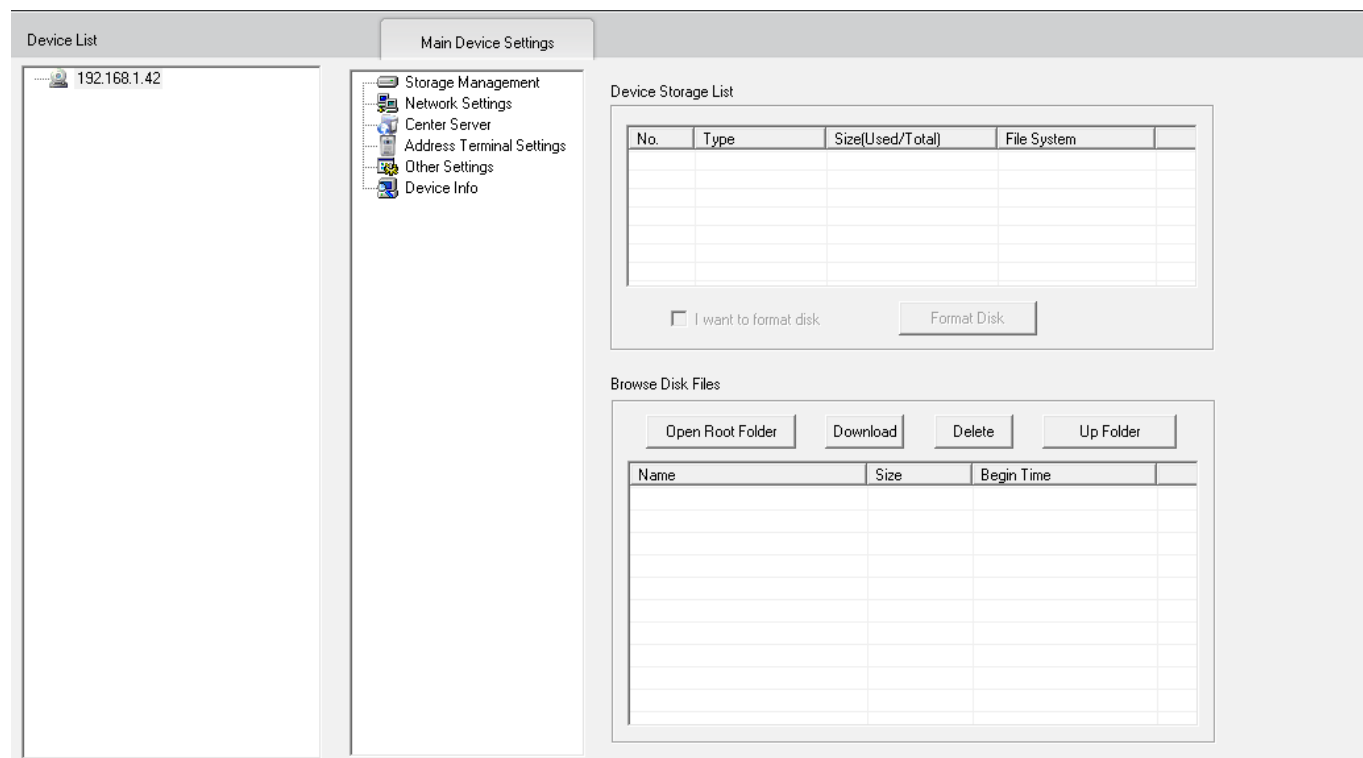 Device List
Main Device Settings
192.168.1.42
Storage Management
Network Settings
Center Server
Address Terminal Settings
Other Settings
Device Info
Device Storage List
No. Type Size(Used/Total) File System
I want to format disk Format Disk
Browse Disk Files
Open Root Folder Download Delete Up Folder
Name Size Begin Time